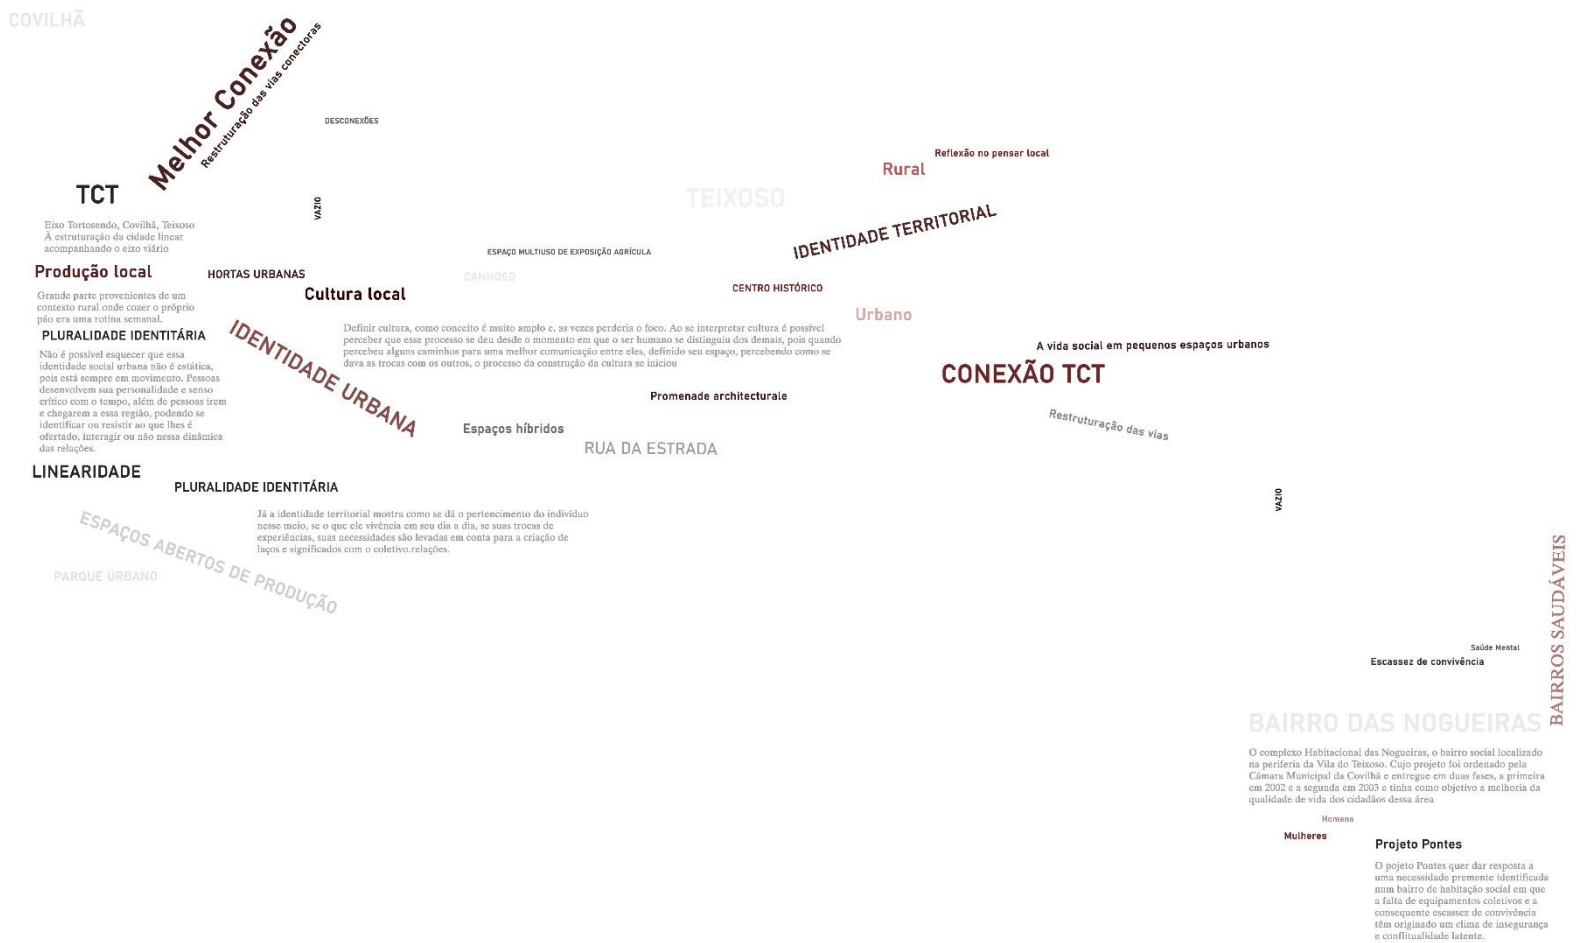 COVILHÃ
Melhor Conexão
Restruturação das vias conectoras
DESCONEXÕES
TCT
Eixo Tortosendo, Covilhã, Teixoso
À estruturação da cidade linear
acompanhando o eixo viário
VAZIO
TEIXOSO
Rural
Reflexão no pensar local
IDENTIDADE TERRITORIAL
ESPAÇO MULTIUSO DE EXPOSIÇÃO AGRÍCULA
CANHOSO
Produção local
Grande parte provenientes de um
contexto rural onde cozer o próprio
pão era uma rotina semanal.
HORTAS URBANAS
Cultura local
Definir cultura, como conceito é muito amplo e, as vezes perderia o foco. Ao se interpretar cultura é possível
perceber que esse processo se deu desde o momento em que o ser humano se distinguiu dos demais, pois quando
percebeu alguns caminhos para uma melhor comunicação entre eles, definido seu espaço, percebendo como se
dava as trocas com os outros, o processo da construção da cultura se iniciou
CENTRO HISTÓRICO
Urbano
PLURALIDADE IDENTITÁRIA
Não é possível esquecer que essa
identidade social urbana não é estática,
pois está sempre em movimento. Pessoas
desenvolvem sua personalidade e senso
crítico com o tempo, além de pessoas irem
e chegarem a essa região, podendo se
identificar ou resistir ao que lhes é
ofertado, interagir ou não nessa dinâmica
das relações.
IDENTIDADE URBANA
A vida social em pequenos espaços urbanos
CONEXÃO TCT
Promenade architecturale
Restruturação das vias
Espaços híbridos
RUA DA ESTRADA
LINEARIDADE
PLURALIDADE IDENTITÁRIA
Já a identidade territorial mostra como se dá o pertencimento do indivíduo
nesse meio, se o que ele vivência em seu dia a dia, se suas trocas de
experiências, suas necessidades são levadas em conta para a criação de
laços e significados com o coletivo.relações.
VAZIO
ESPAÇOS ABERTOS DE PRODUÇÃO
PARQUE URBANO
BAIRROS SAUDÁVEIS
Saúde Mental
Escassez de convivência
BAIRRO DAS NOGUEIRAS
O complexo Habitacional das Nogueiras, o bairro social localizado
na periferia da Vila do Teixoso. Cujo projeto foi ordenado pela
Câmara Municipal da Covilhã e entregue em duas fases, a primeira
em 2002 e a segunda em 2003 e tinha como objetivo a melhoria da
qualidade de vida dos cidadãos dessa área
Homens
Mulheres
Projeto Pontes
O pojeto Pontes quer dar resposta a
uma necessidade premente identificada
num bairro de habitação social em que
a falta de equipamentos coletivos e a
consequente escassez de convivência
têm originado um clima de insegurança
e conflitualidade latente.